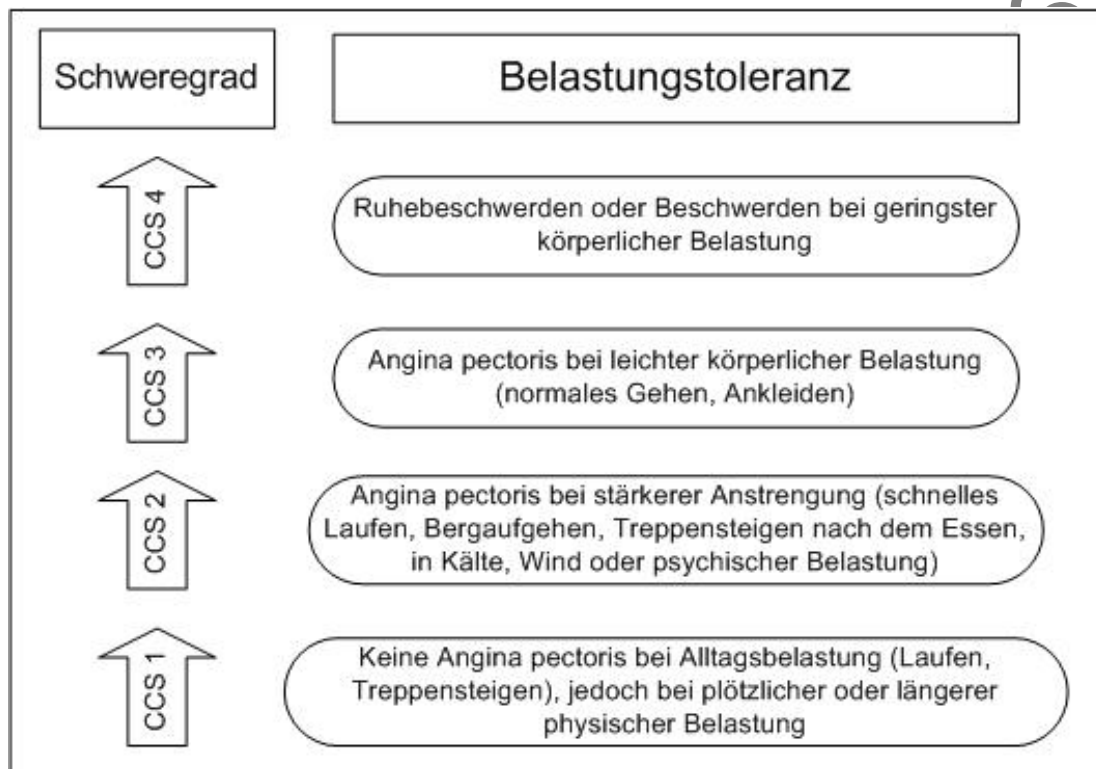 Schweregrad
Belastungstoleranz
CCS 4
Ruhebeschwerden oder Beschwerden bei geringster
körperlicher Belastung
CCS 3
Angina pectoris bei leichter körperlicher Belastung
(normales Gehen, Ankleiden)
CCS 2
Angina pectoris bei stärkerer Anstrengung (schnelles
Laufen, Bergaufgehen, Treppensteigen nach dem Essen,
in Kälte, Wind oder psychischer Belastung)
CCS 1
Keine Angina pectoris bei Alltagsbelastung (Laufen,
Treppensteigen), jedoch bei plötzlicher oder längerer
physischer Belastung